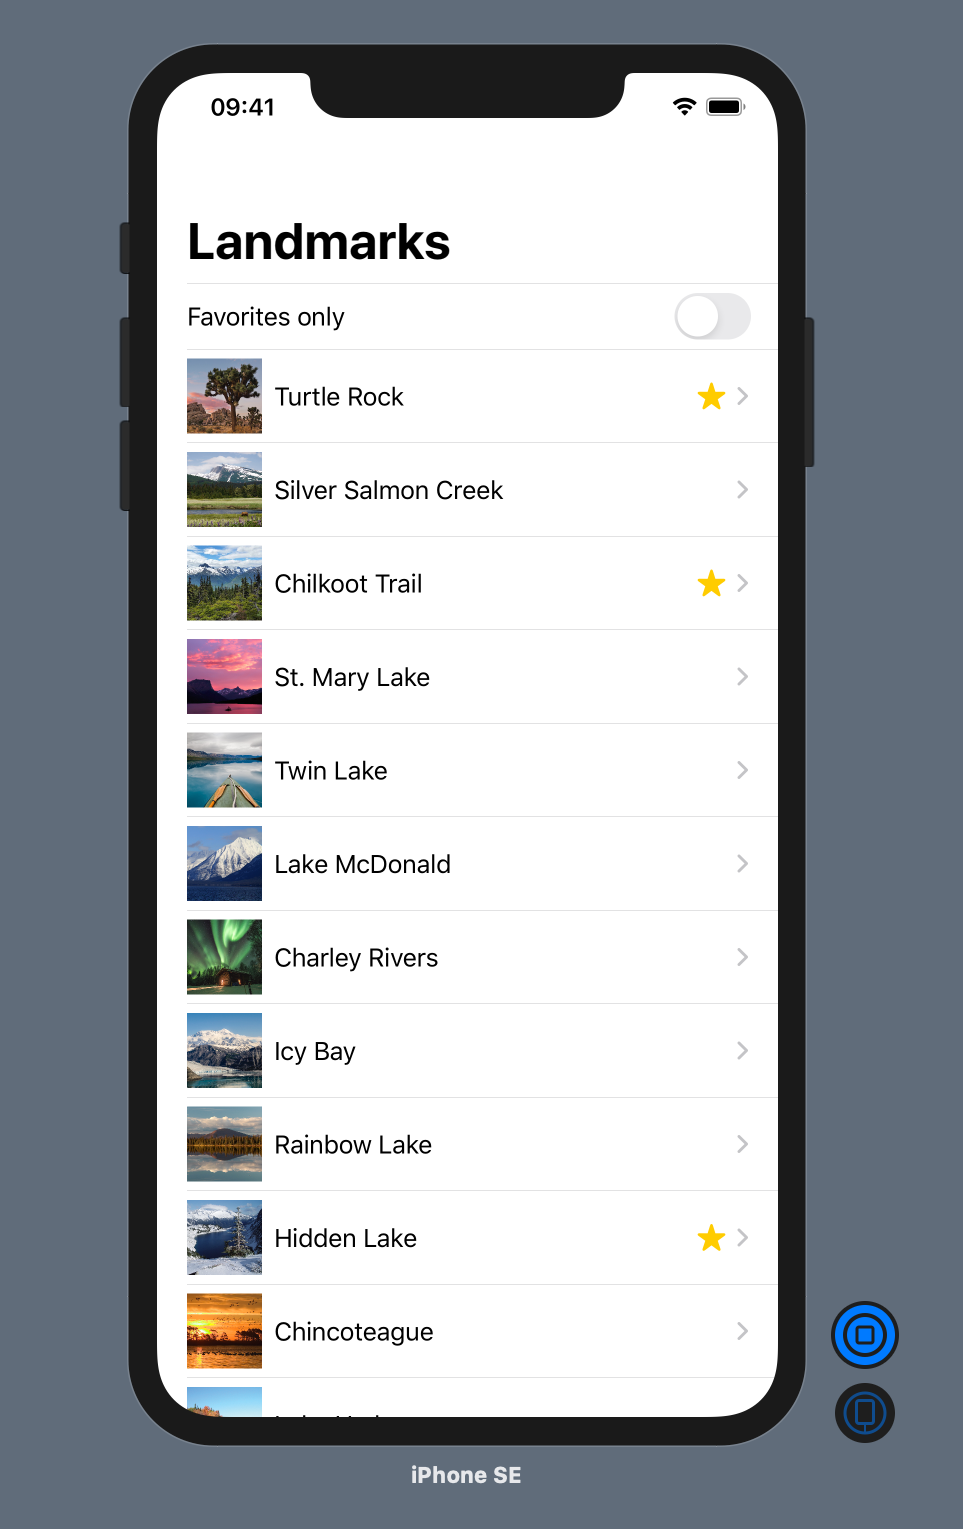 09:41
Landmarks
Favorites only
Turtle Rock
Silver Salmon Creek
Chilkoot Trail
St. Mary Lake
Twin Lake
Lake McDonald
Charley Rivers
Icy Bay
Rainbow Lake
Hidden Lake
Chincoteague
iPhone SE